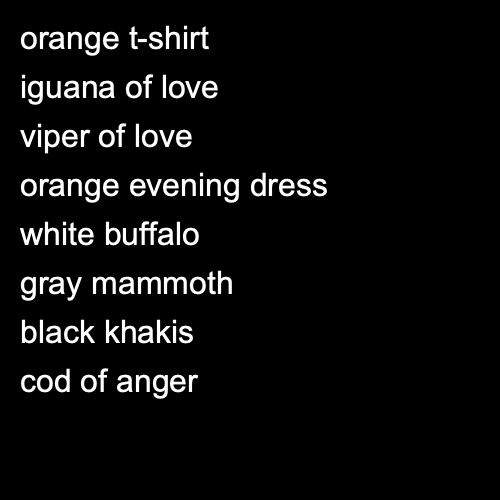 orange t-shirt
iguana of love
viper of love
orange evening dress
white buffalo
gray mammoth
black khakis
cod of anger